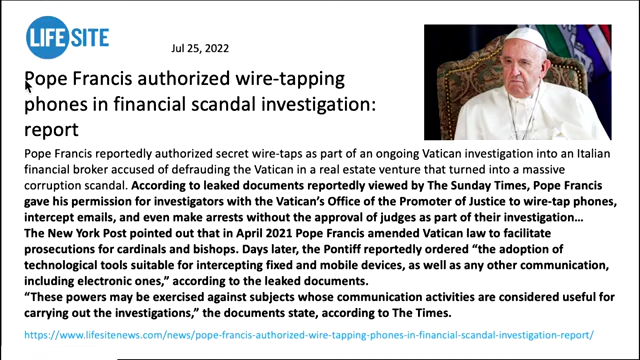 LIFE SITE
Jul 25, 2022
Pope Francis authorized wire-tapping
phones in financial scandal investigation:
report
Pope Francis reportedly authorized secret wire-taps as part of an ongoing Vatican investigation into an Italian
financial broker accused of defrauding the Vatican in a real estate venture that turned into a massive
corruption scandal. According to leaked documents reportedly viewed by The Sunday Times, Pope Francis
gave his permission for investigators with the Vatican’s Office of the Promoter of Justice to wire-tap phones,
intercept emails, and even make arrests without the approval of judges as part of their investigation…
The New York Post pointed out that in April 2021 Pope Francis amended Vatican law to facilitate
prosecutions for cardinals and bishops. Days later, the Pontiff reportedly ordered “the adoption of
technological tools suitable for intercepting fixed and mobile devices, as well as any other communication,
including electronic ones,” according to the leaked documents.
“These powers may be exercised against subjects whose communication activities are considered useful for
carrying out the investigations,” the documents state, according to The Times.
https://www.lifesitenews.com/news/pope-francis-authorized-wire-tapping-phones-in-financial-scandal-investigation-report/